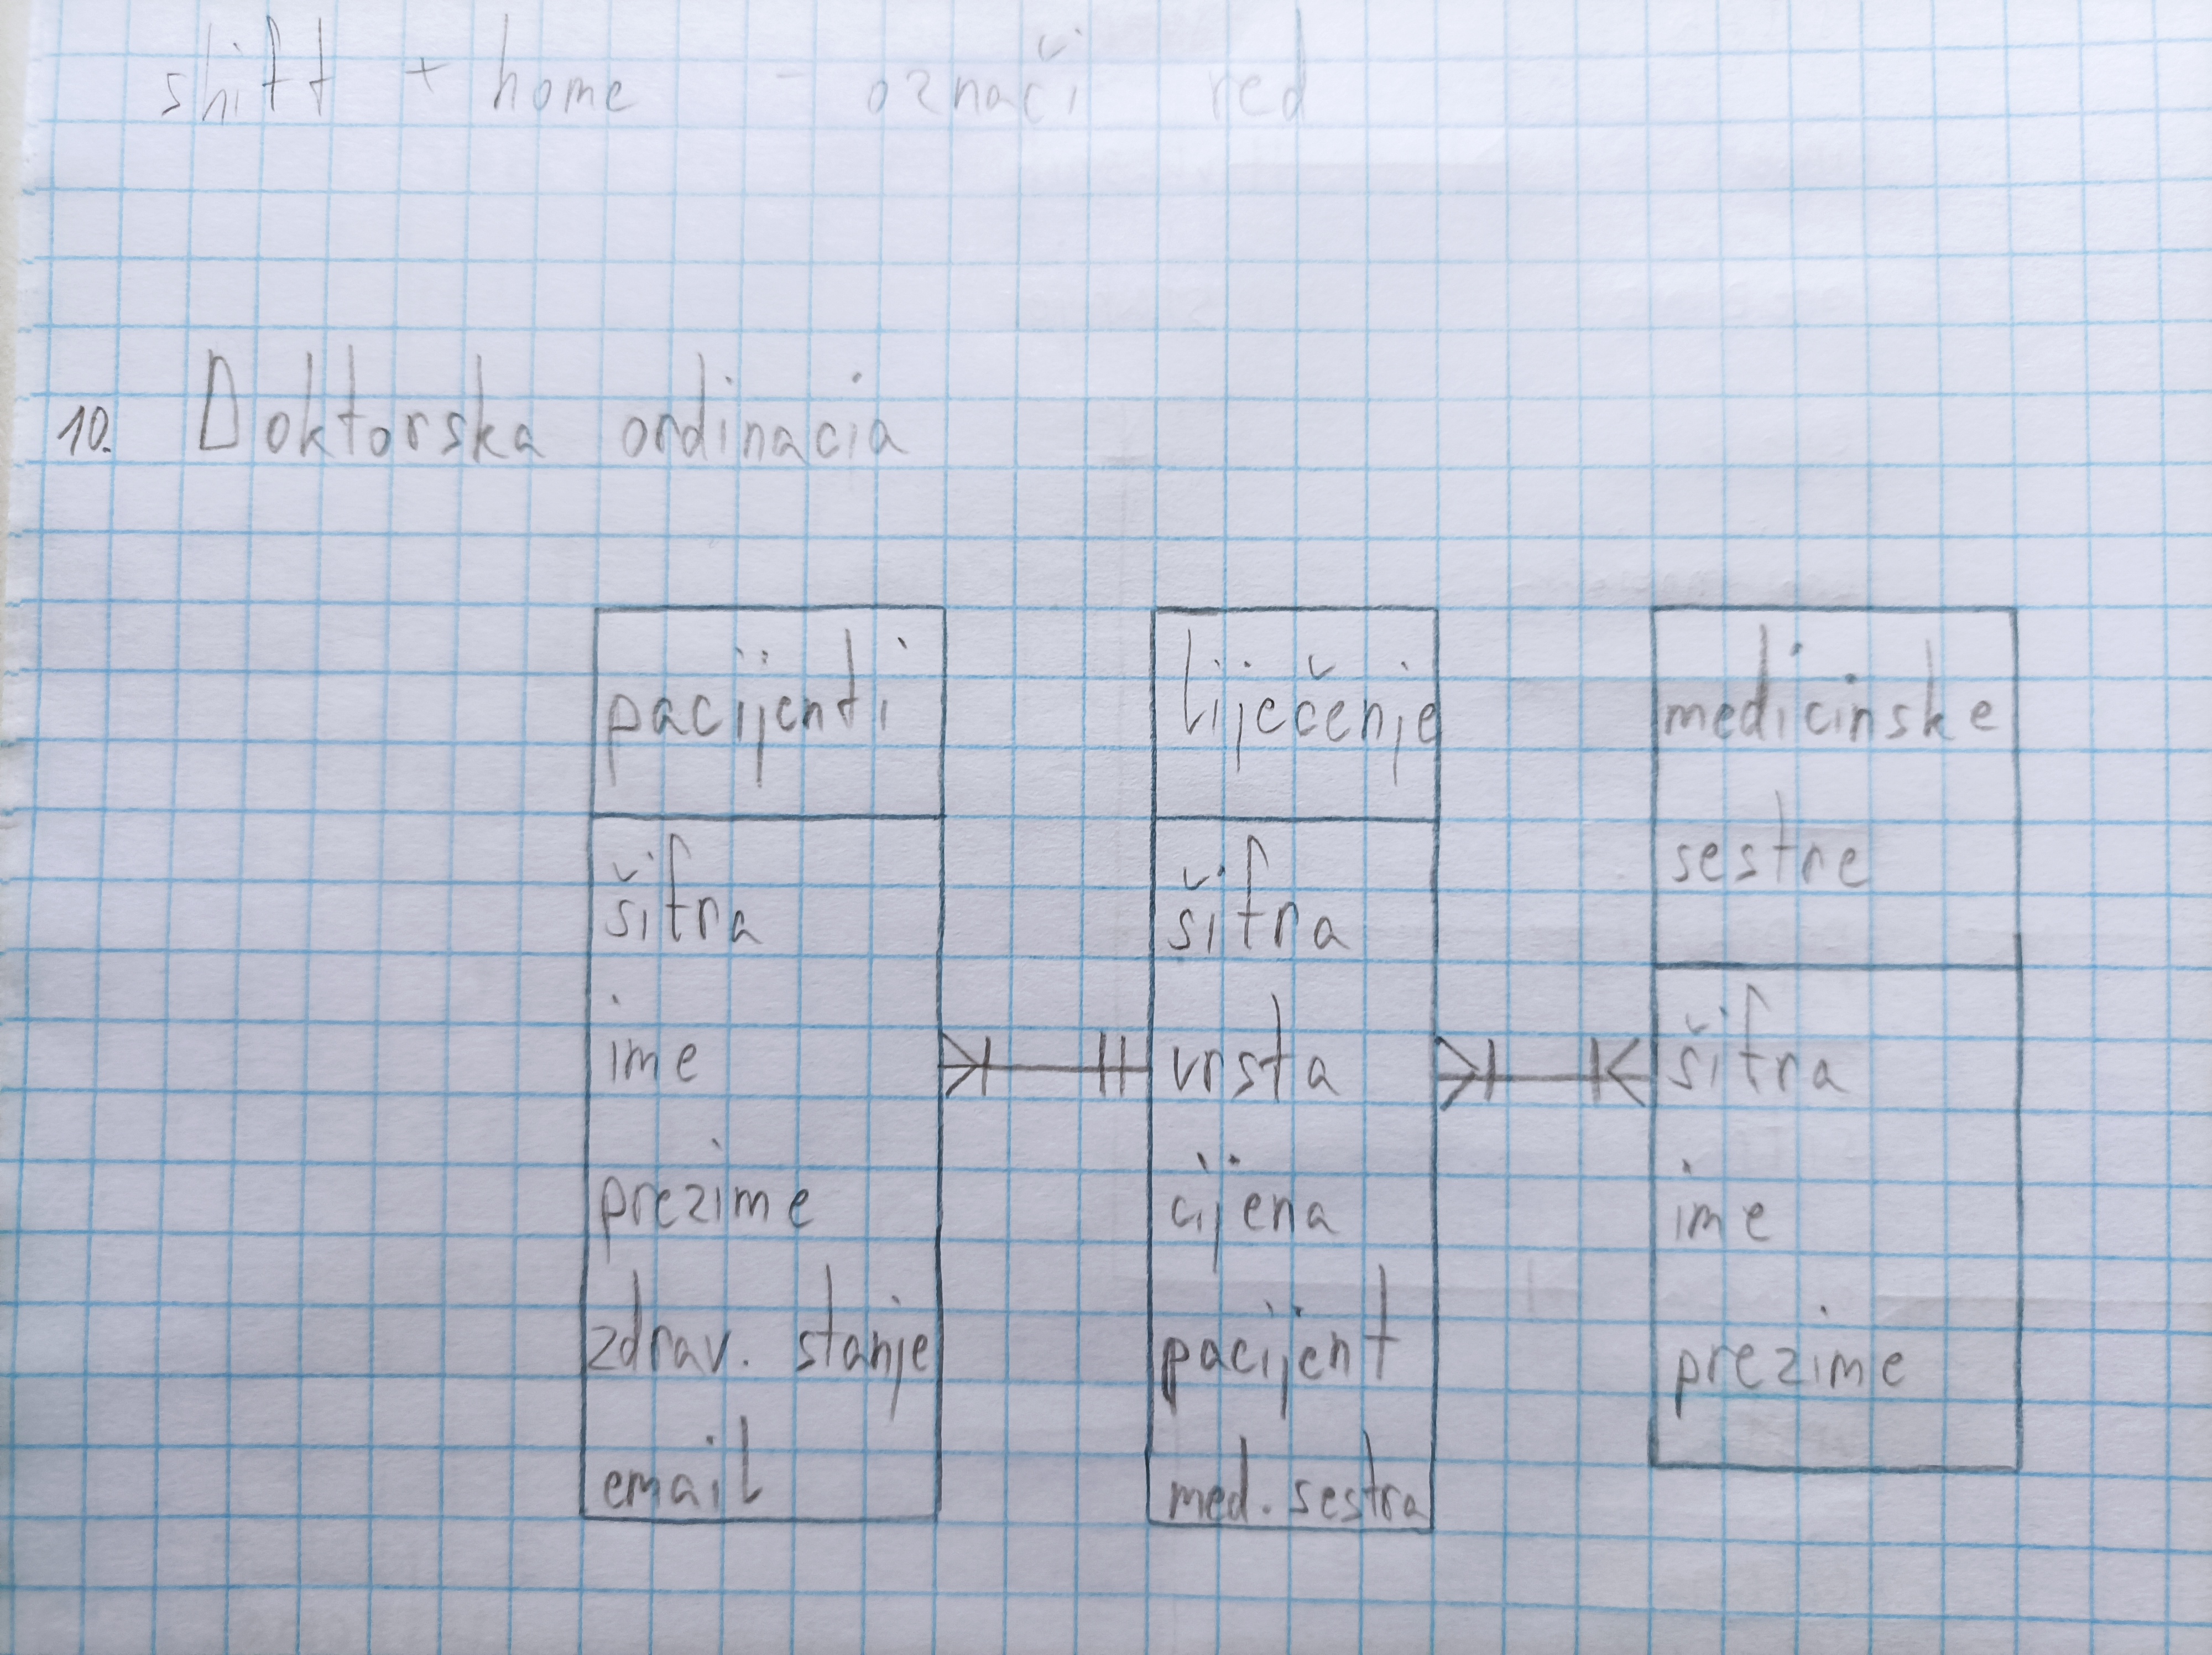 shift + home - označi red
10. Doktorska ordinacia
pacijenti
šifra
ime
prezime
zdrav. stanje
email
liječenje
šifra
vrsta
cijena
pacijent
med. sestra
medicinske
sestre
šifra
ime
prezime